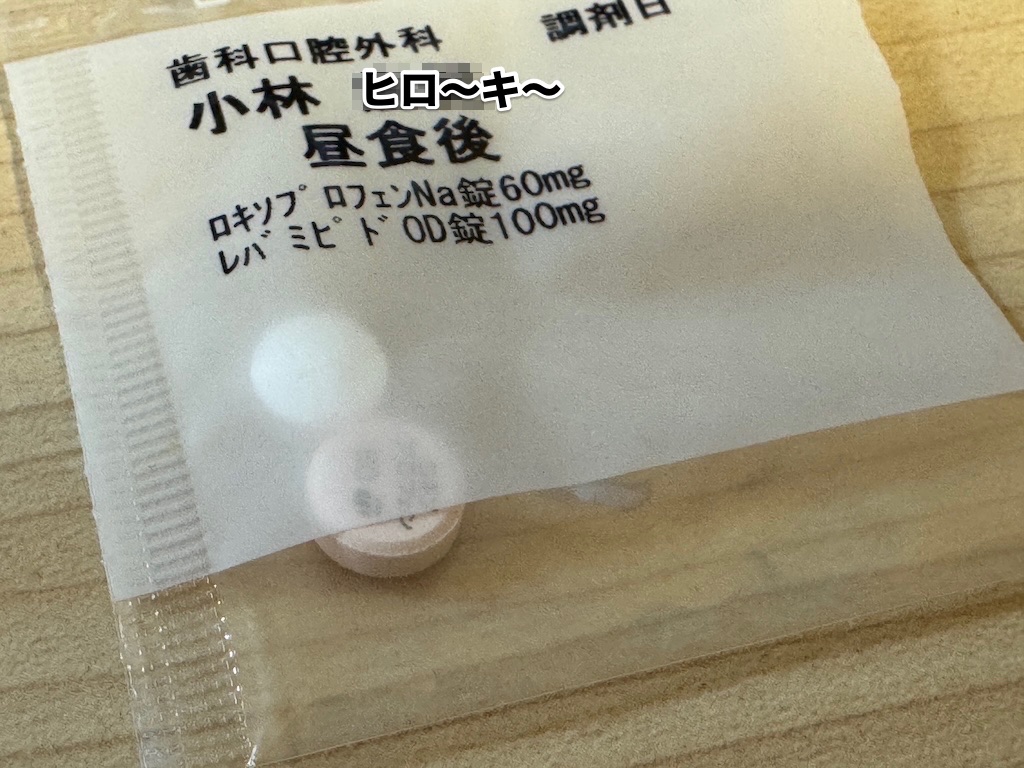 歯科口腔外科 調剤日
小林 ヒロ〜キ〜
昼食後
ロキソプロフェンNa錠60mg
レバミピドOD錠100mg